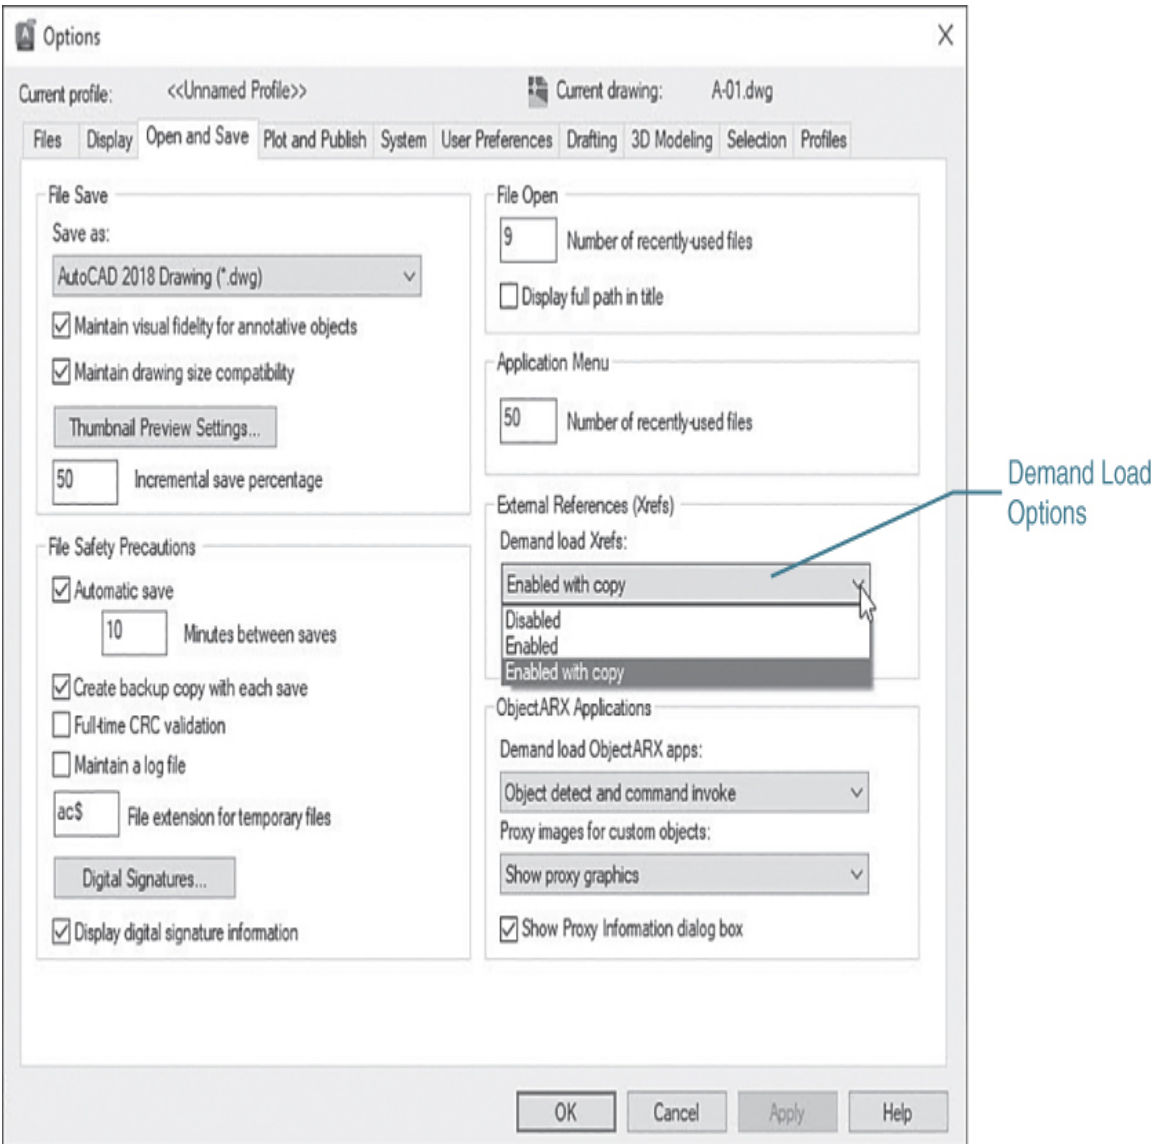 Options
Current profile: <<Unnamed Profile>> Current drawing: A-01.dwg
Files Display Open and Save Plot and Publish System User Preferences Drafting 3D Modeling Selection Profiles
File Save
Save as:
AutoCAD 2018 Drawing (*.dwg)
Maintain visual fidelity for annotative objects
Maintain drawing size compatibility
Thumbnail Preview Settings...
50 Incremental save percentage
File Safety Precautions
Automatic save
10 Minutes between saves
Create backup copy with each save
Full-time CRC validation
Maintain a log file
ac$ File extension for temporary files
Digital Signatures...
Display digital signature information
File Open
9 Number of recently-used files
Display full path in title
Application Menu
50 Number of recently-used files
External References (Xrefs)
Demand load Xrefs:
Enabled with copy
Disabled
Enabled
Enabled with copy
ObjectARX Applications
Demand load ObjectARX apps:
Object detect and command invoke
Proxy images for custom objects:
Show proxy graphics
Show Proxy Information dialog box
OK Cancel Apply Help
Demand Load
Options